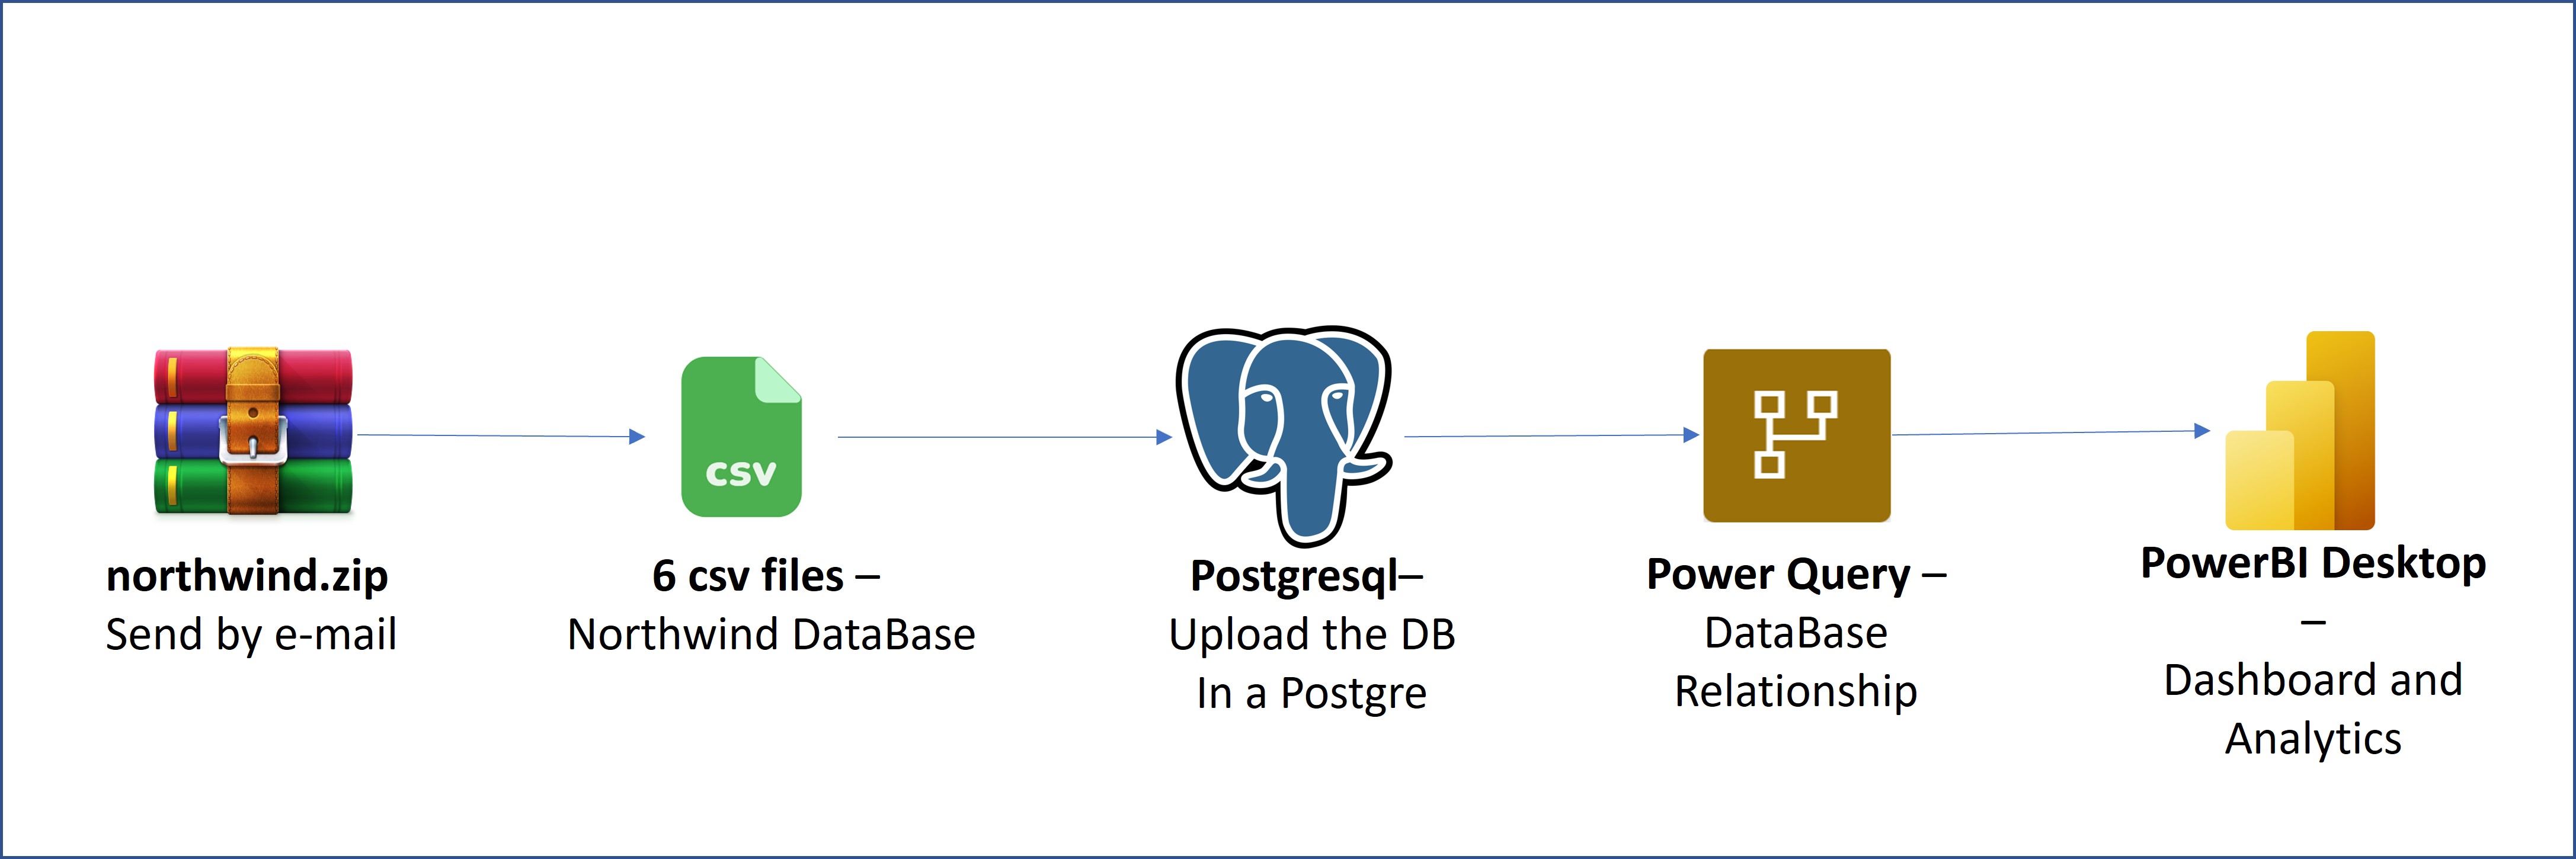 csv
northwind.zip
Send by e-mail
6 csv files –
Northwind DataBase
Postgresql–
Upload the DB
In a Postgre
Power Query –
DataBase
Relationship
PowerBI Desktop
–
Dashboard and
Analytics